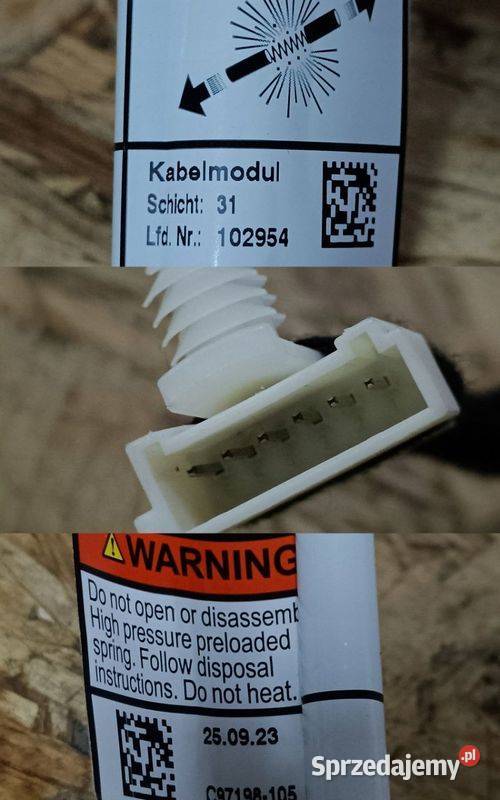 Kabelmodul
Schicht: 31
Lfd. Nr.: 102954
WARNING
Do not open or disassemb
High pressure preloaded
spring. Follow disposal
instructions. Do not heat.
25.09.23
C97198-105
Sprzedajemy.pl